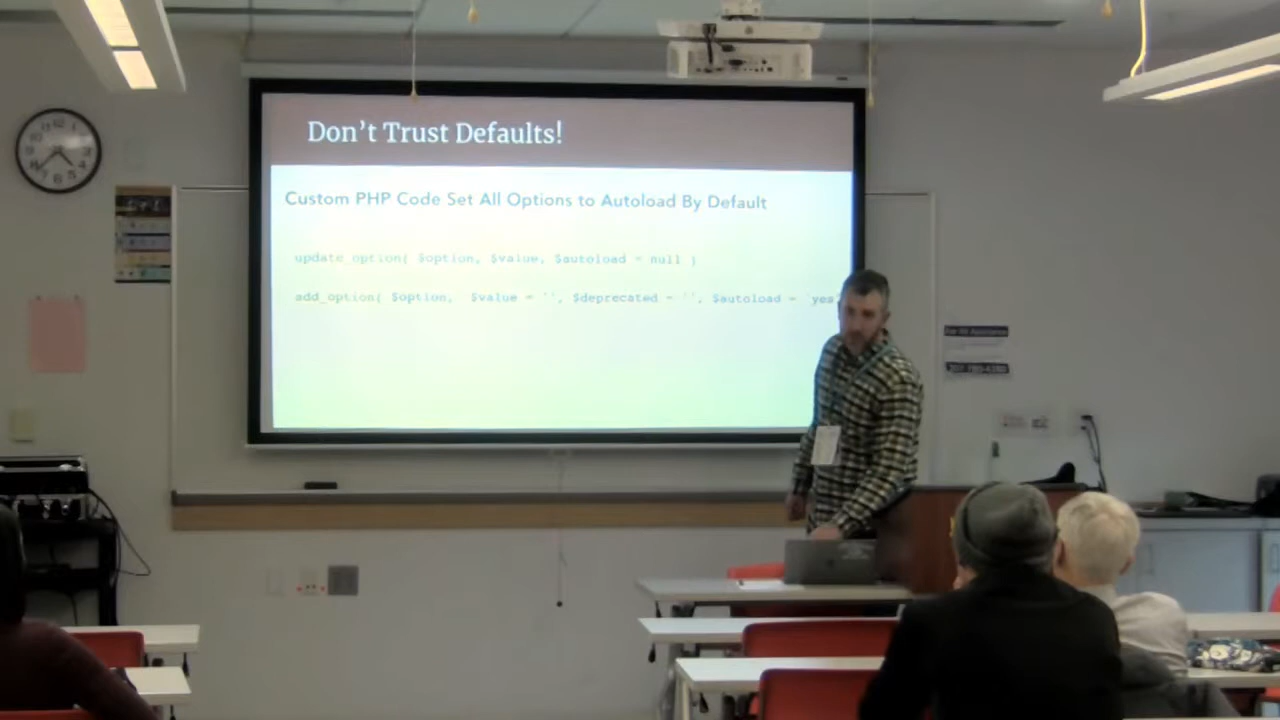 Don't Trust Defaults!
Custom PHP Code Set All Options to Autoload By Default
update_option( $option, $value, $autoload = null )
add_option( $option, $value = '', $deprecated = '', $autoload = 'yes